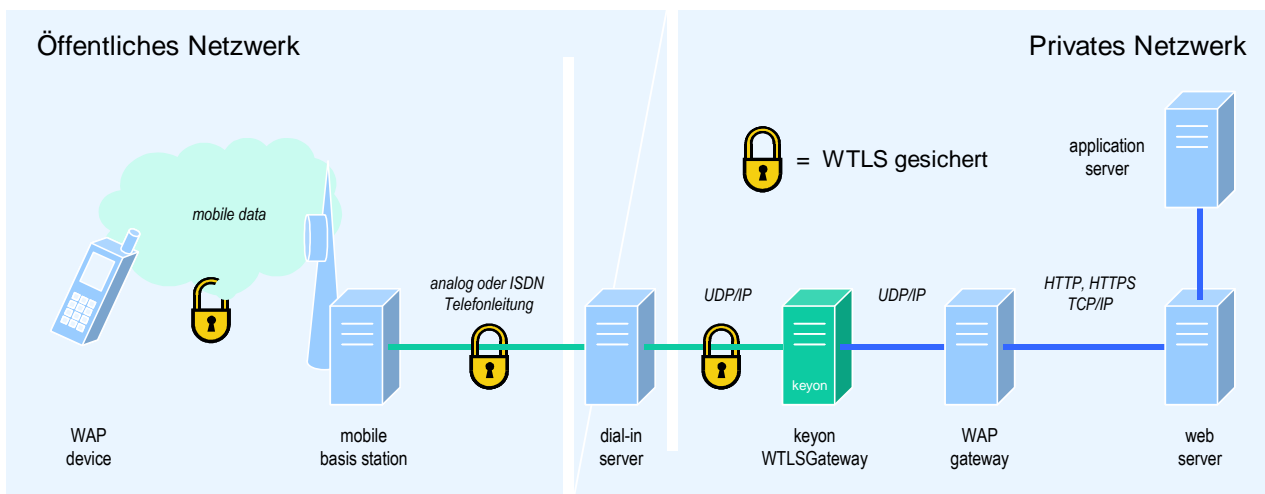 Öffentliches Netzwerk
Privates Netzwerk
= WTLS gesichert
application
server
mobile data
analog oder ISDN
Telefonleitung
UDP/IP
UDP/IP
HTTP, HTTPS
TCP/IP
keyon
WAP
device
mobile
basis station
dial-in
server
keyon
WTLSGateway
WAP
gateway
web
server